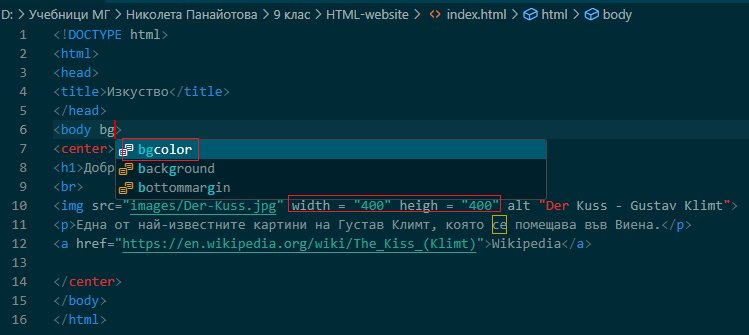 D: > Учебници МГ > Николета Панайотова > 9 клас > HTML-website > <> index.html > html > body
1 <!DOCTYPE html>
2 <html>
3 <head>
4 <title>Изкуство</title>
5 </head>
6 <body bg>
7 <center>
bgcolor
8 <h1>Добр
background
9 <br>
bottommargin
10 <img src="images/Der-Kuss.jpg" width = "400" heigh = "400" alt "Der Kuss - Gustav Klimt">
11 <p>Една от най-известните картини на Густав Климт, която се помещава във Виена.</p>
12 <a href="https://en.wikipedia.org/wiki/The_Kiss_(Klimt)">Wikipedia</a>
13
14 </center>
15 </body>
16 </html>